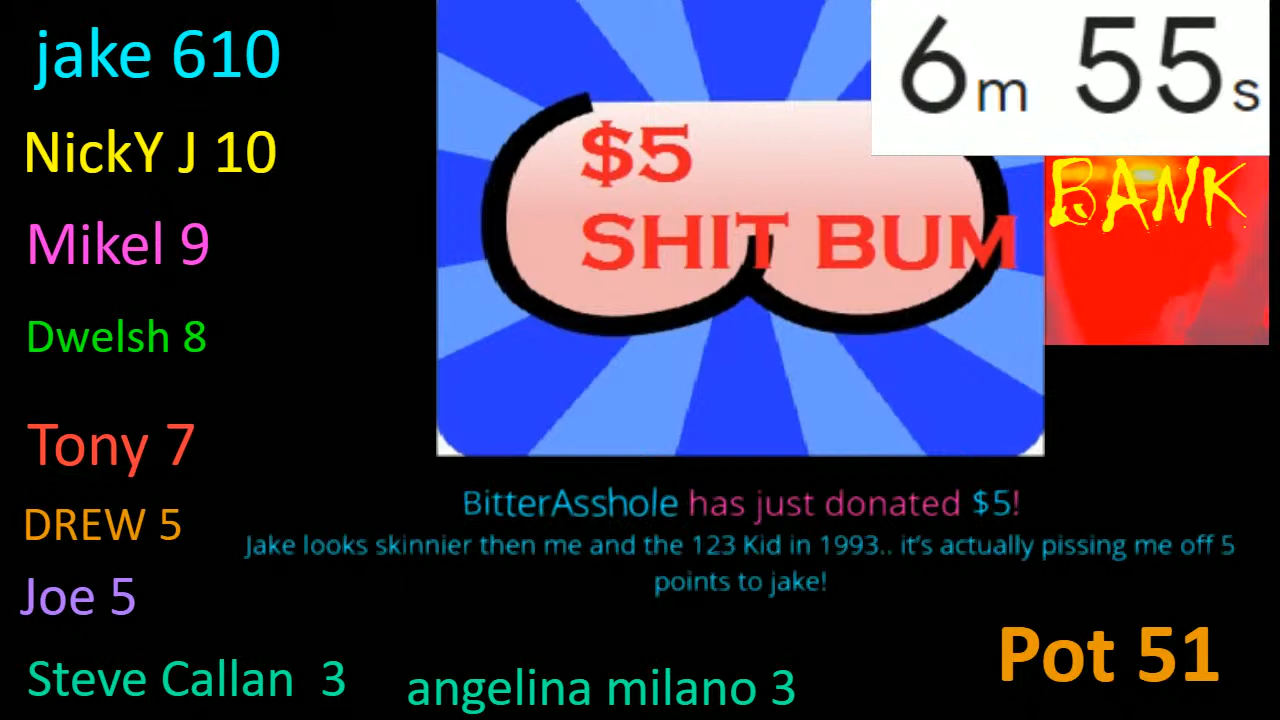 jake 610
NickY J 10
Mikel 9
Dwelsh 8
Tony 7
DREW 5
Joe 5
Steve Callan 3
angelina milano 3
$5
SHIT BUM
6m 55s
BANK
BitterAsshole has just donated $5!
Jake looks skinnier then me and the 123 Kid in 1993.. it's actually pissing me off 5
points to jake!
Pot 51